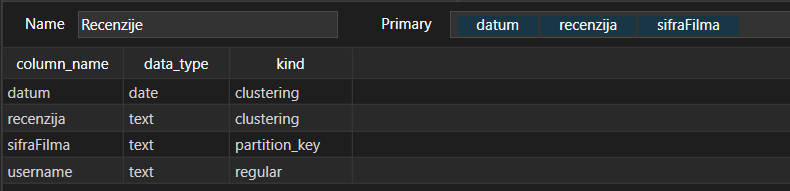 Name Recenzije Primary datum recenzija sifraFilma
column_name data_type kind
datum date clustering
recenzija text clustering
sifraFilma text partition_key
username text regular